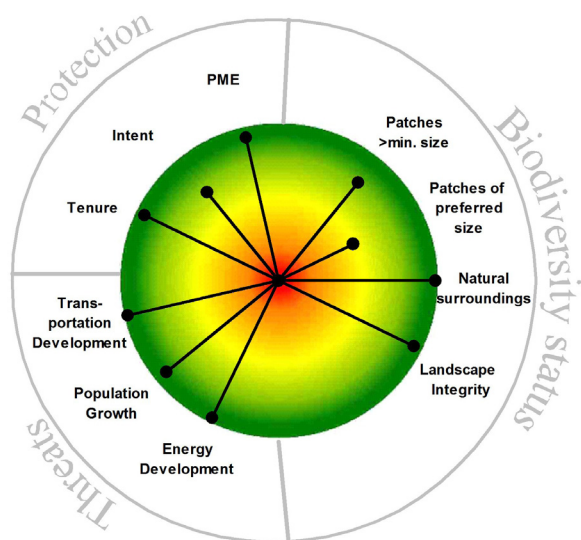 Protection
PME
Intent
Tenure
Biodiversity status
Patches
>min. size
Patches of
preferred
size
Natural
surroundings
Landscape
Integrity
Threats
Trans-
portation
Development
Population
Growth
Energy
Development